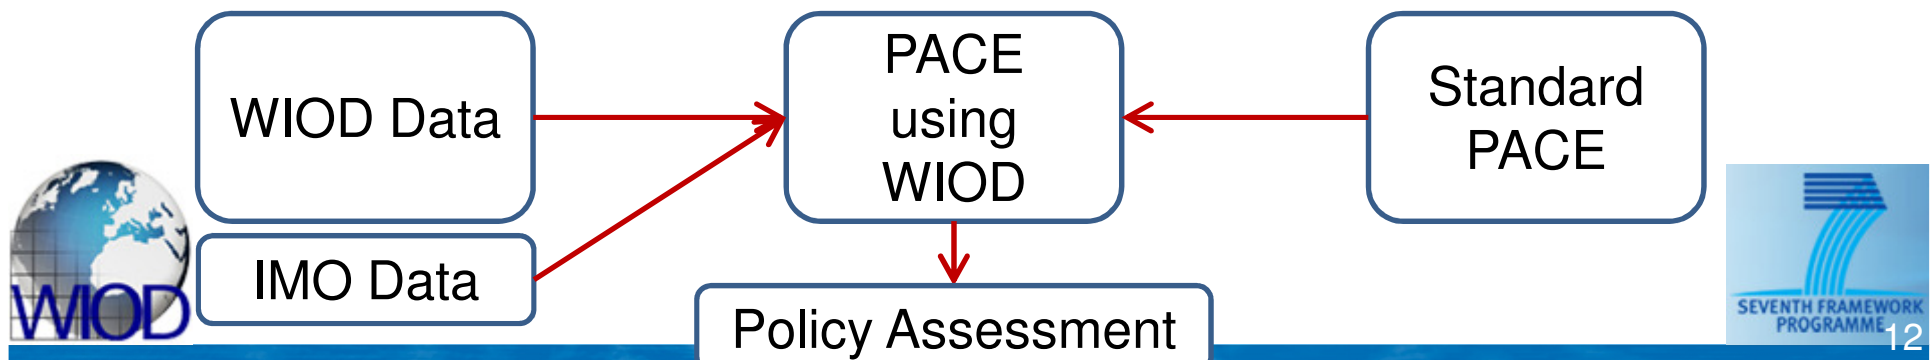 WIOD Data
IMO Data
PACE
using
WIOD
Standard
PACE
Policy Assessment
WIOD
SEVENTH FRAMEWORK
PROGRAMME
12